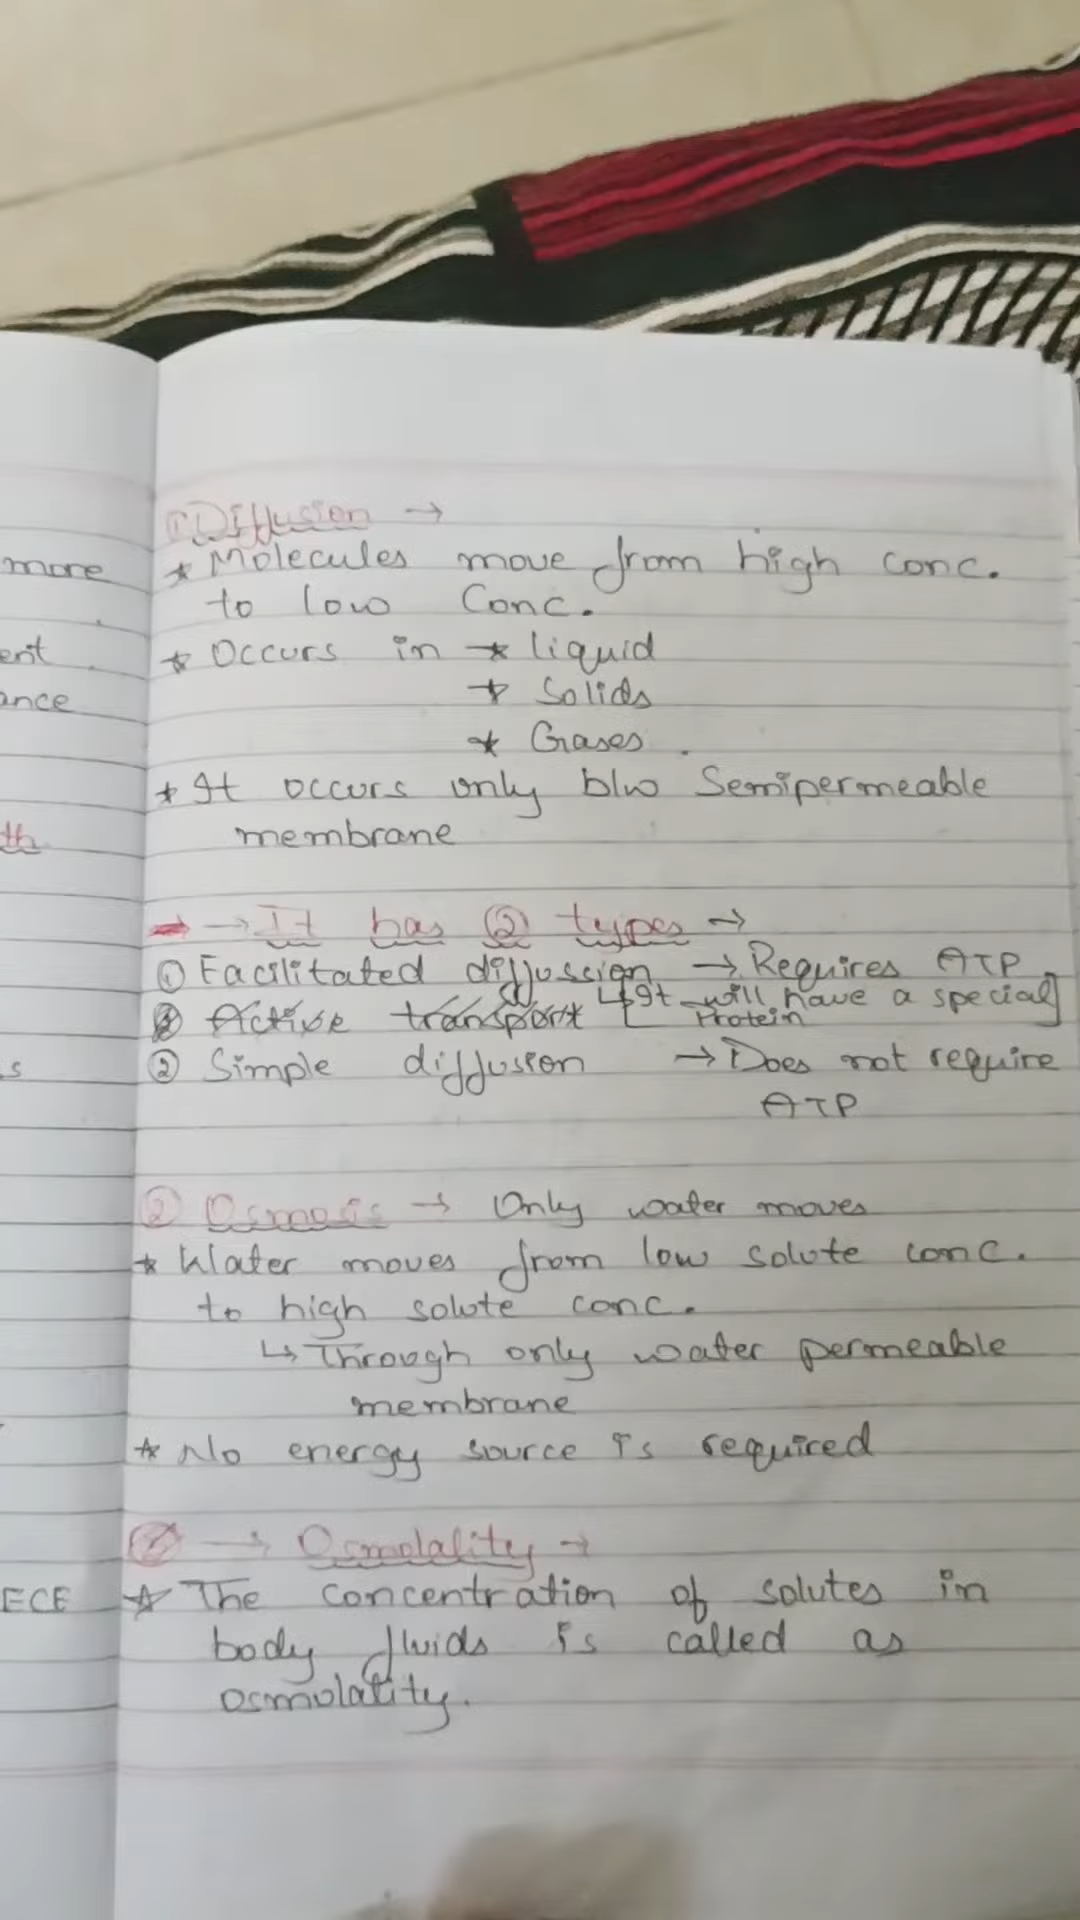 ① Diffusion →
* Molecules move from high conc.
to low Conc.
* Occurs in * liquid
* Solids
* Gases.
* It occurs only b/w Semipermeable
membrane
→ → It has ② types →
① Facilitated diffussion → Requires ATP
↳ [It will have a special
Protein]
② Active transport
② Simple diffusion → Does not require
ATP
② Osmosis → Only water moves
* Water moves from low solute conc.
to high solute conc.
↳ Through only water permeable
membrane
* No energy source is required
→ Osmolality →
* The concentration of solutes in
body fluids is called as
osmolality.
more
ent
ance
th
s
ECE